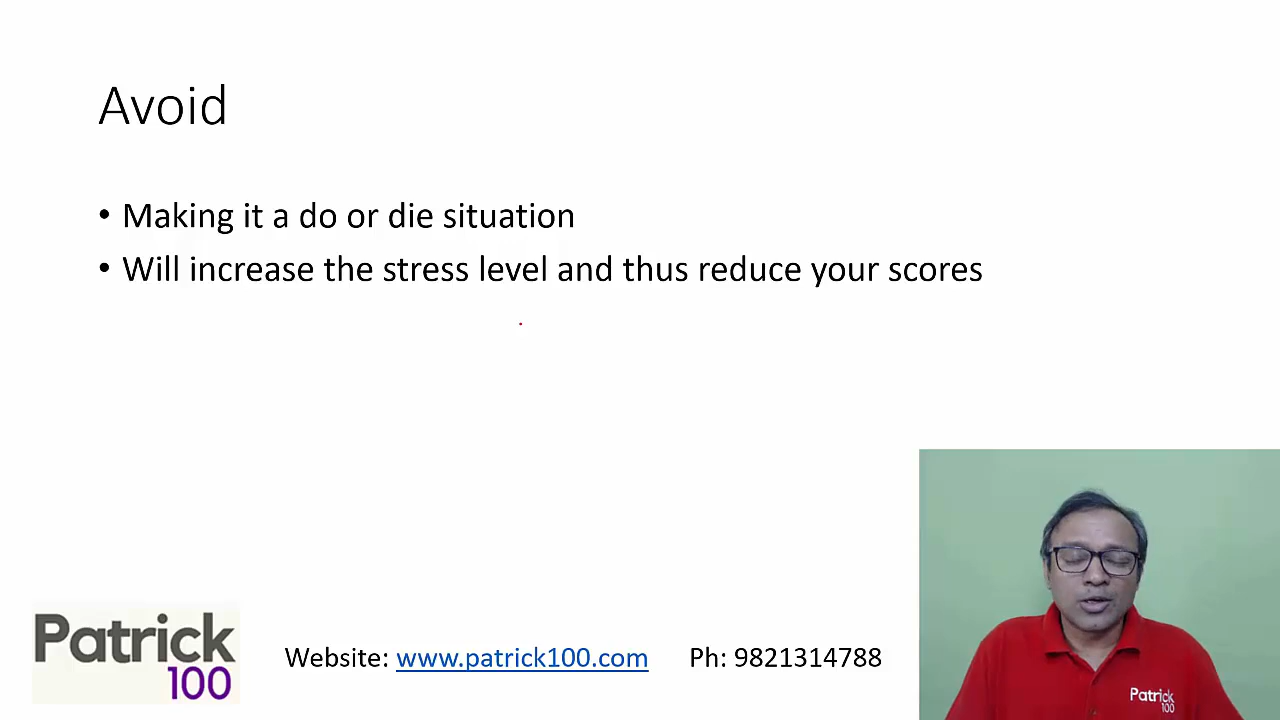 Avoid
• Making it a do or die situation
• Will increase the stress level and thus reduce your scores
Patrick
100
Website: www.patrick100.com Ph: 9821314788
Patrick
100